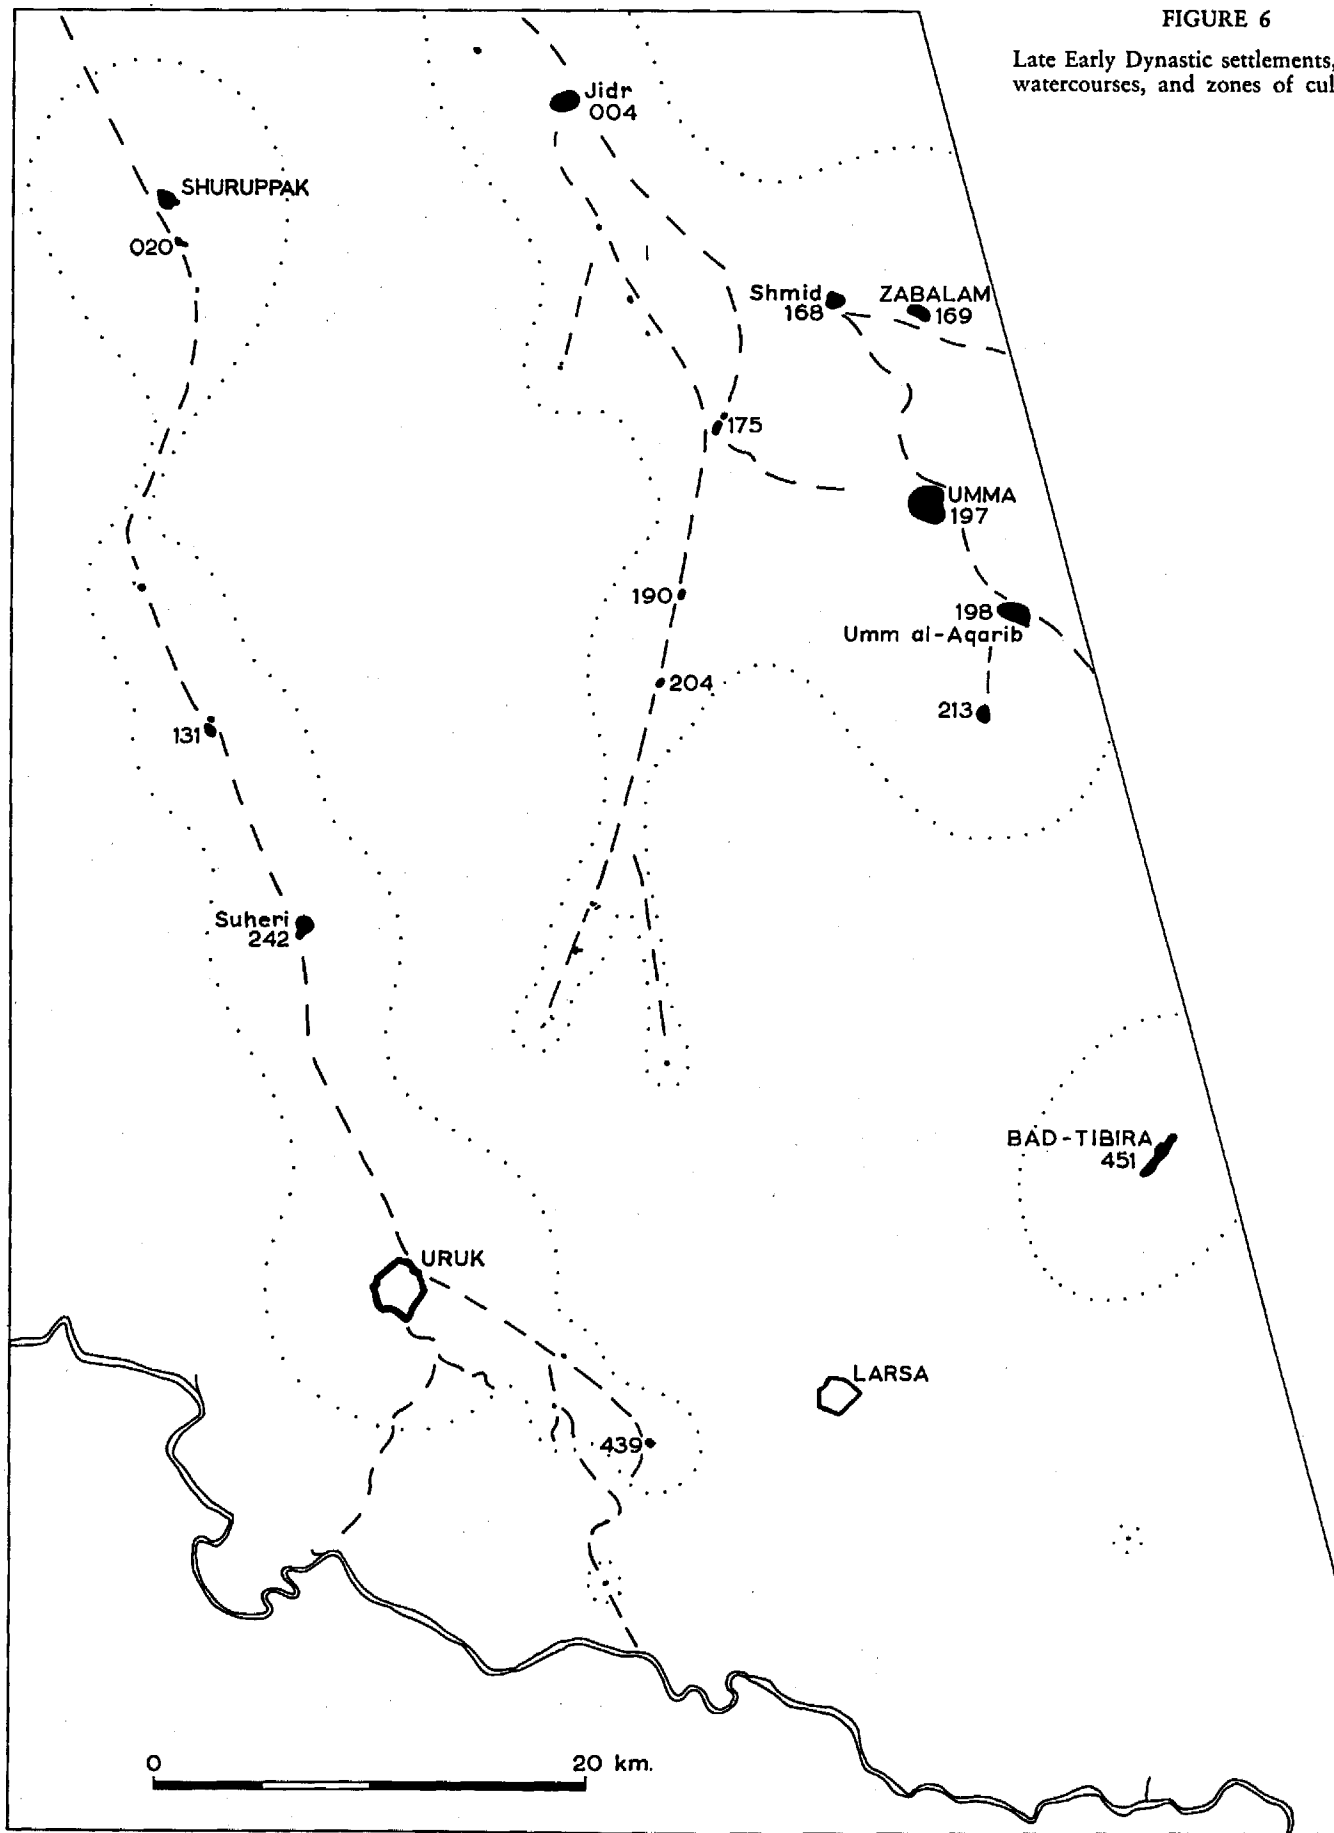 FIGURE 6
Late Early Dynastic settlements,
watercourses, and zones of cul
Jidr
004
SHURUPPAK
020
Shmid
168
ZABALAM
169
175
UMMA
197
190
198
Umm al-Aqarib
204
213
131
Suheri
242
BAD-TIBIRA
451
URUK
LARSA
439
0 20 km.